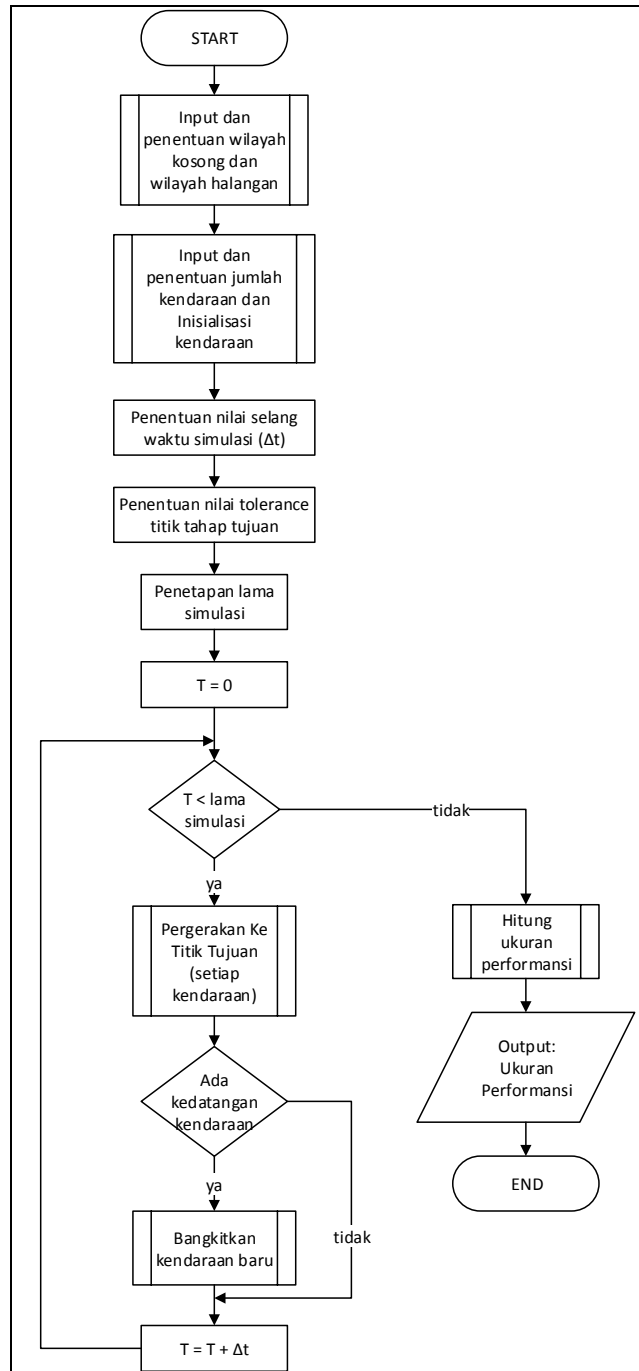 START
Input dan
penentuan wilayah
kosong dan
wilayah halangan
Input dan
penentuan jumlah
kendaraan dan
Inisialisasi
kendaraan
Penentuan nilai selang
waktu simulasi (Δt)
Penentuan nilai tolerance
titik tahap tujuan
Penetapan lama
simulasi
T = 0
T < lama
simulasi
tidak
ya
Pergerakan Ke
Titik Tujuan
(setiap
kendaraan)
Ada
kedatangan
kendaraan
ya
tidak
Bangkitkan
kendaraan baru
T = T + Δt
Hitung
ukuran
performansi
Output:
Ukuran
Performansi
END